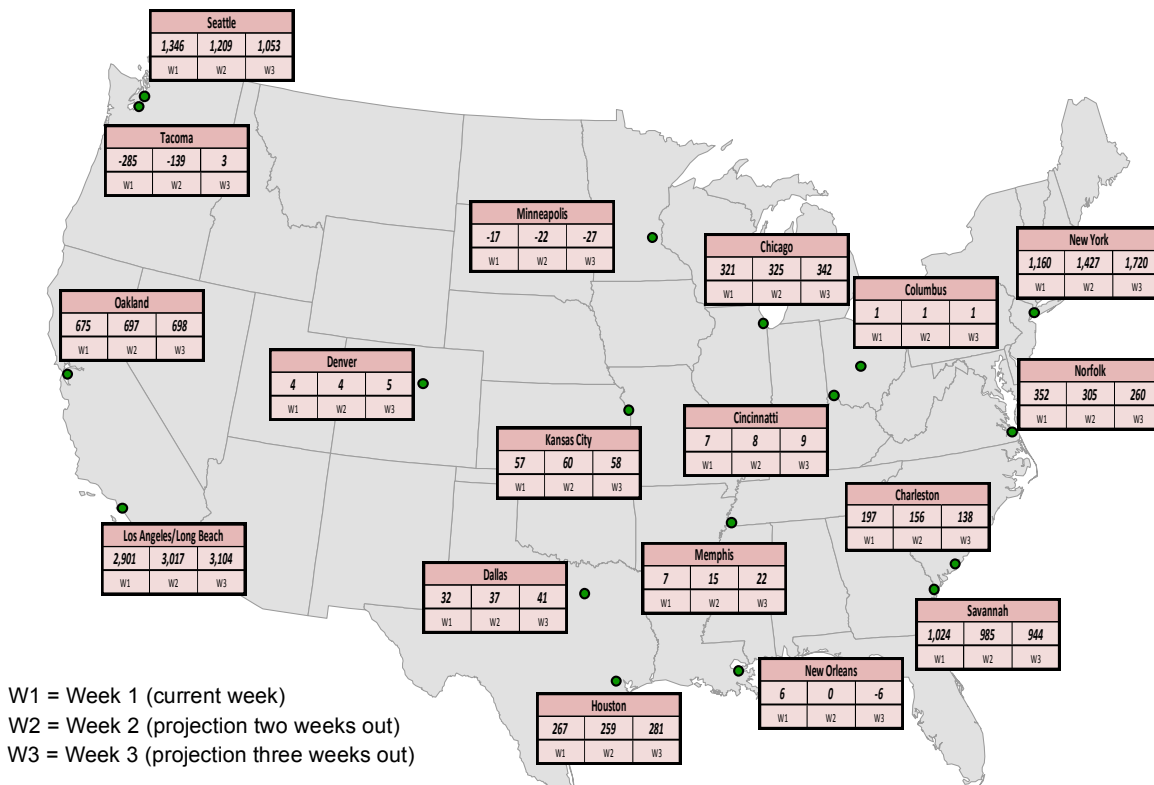 Seattle
1,346 1,209 1,053
W1 W2 W3
Tacoma
-285 -139 3
W1 W2 W3
Minneapolis
-17 -22 -27
W1 W2 W3
Chicago
321 325 342
W1 W2 W3
New York
1,160 1,427 1,720
W1 W2 W3
Columbus
1 1 1
W1 W2 W3
Oakland
675 697 698
W1 W2 W3
Denver
4 4 5
W1 W2 W3
Norfolk
352 305 260
W1 W2 W3
Cincinnatti
7 8 9
W1 W2 W3
Kansas City
57 60 58
W1 W2 W3
Charleston
197 156 138
W1 W2 W3
Los Angeles/Long Beach
2,901 3,017 3,104
W1 W2 W3
Memphis
7 15 22
W1 W2 W3
Dallas
32 37 41
W1 W2 W3
Savannah
1,024 985 944
W1 W2 W3
New Orleans
6 0 -6
W1 W2 W3
Houston
267 259 281
W1 W2 W3
W1 = Week 1 (current week)
W2 = Week 2 (projection two weeks out)
W3 = Week 3 (projection three weeks out)